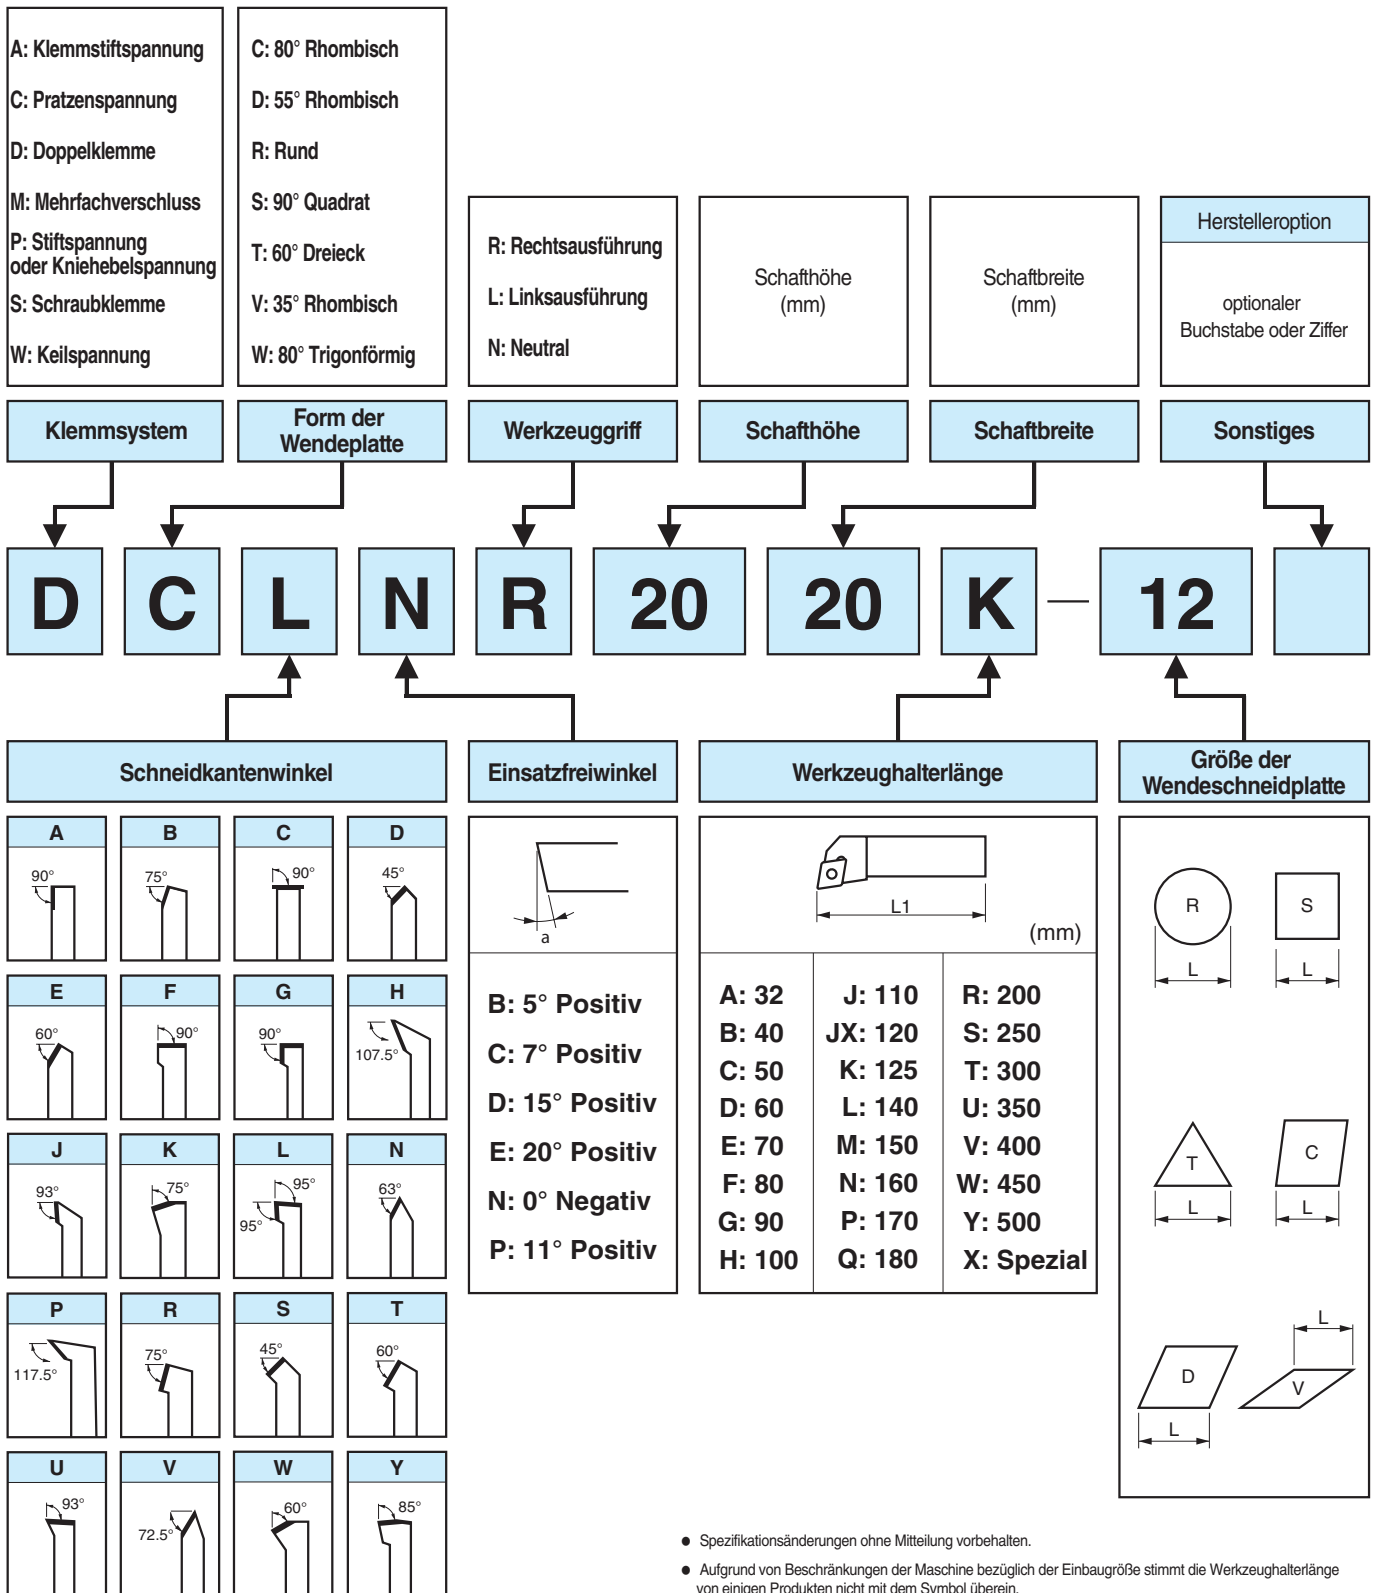 A: Klemmstiftspannung
C: Pratzenspannung
D: Doppelklemme
M: Mehrfachverschluss
P: Stiftspannung
oder Kniehebelspannung
S: Schraubklemme
W: Keilspannung
C: 80° Rhombisch
D: 55° Rhombisch
R: Rund
S: 90° Quadrat
T: 60° Dreieck
V: 35° Rhombisch
W: 80° Trigonförmig
R: Rechtsausführung
L: Linksausführung
N: Neutral
Schafthöhe
(mm)
Schaftbreite
(mm)
Herstelleroption
optionaler
Buchstabe oder Ziffer
Klemmsystem
Form der
Wendeplatte
Werkzeuggriff
Schafthöhe
Schaftbreite
Sonstiges
D C L N R 20 20 K — 12
Schneidkantenwinkel
Einsatzfreiwinkel
Werkzeughalterlänge
Größe der
Wendeschneidplatte
A B C D
90° 75° 90° 45°
E F G H
60° 90° 90° 107.5°
J K L N
93° 75° 95° 95° 63°
P R S T
117.5° 75° 45° 60°
U V W Y
93° 72.5° 60° 85°
a
B: 5° Positiv
C: 7° Positiv
D: 15° Positiv
E: 20° Positiv
N: 0° Negativ
P: 11° Positiv
L1
(mm)
A: 32
B: 40
C: 50
D: 60
E: 70
F: 80
G: 90
H: 100
J: 110
JX: 120
K: 125
L: 140
M: 150
N: 160
P: 170
Q: 180
R: 200
S: 250
T: 300
U: 350
V: 400
W: 450
Y: 500
X: Spezial
R S
L L
T C
L L
L
D V
L
● Spezifikationsänderungen ohne Mitteilung vorbehalten.
● Aufgrund von Beschränkungen der Maschine bezüglich der Einbaugröße stimmt die Werkzeughalterlänge
von einigen Produkten nicht mit dem Symbol überein.